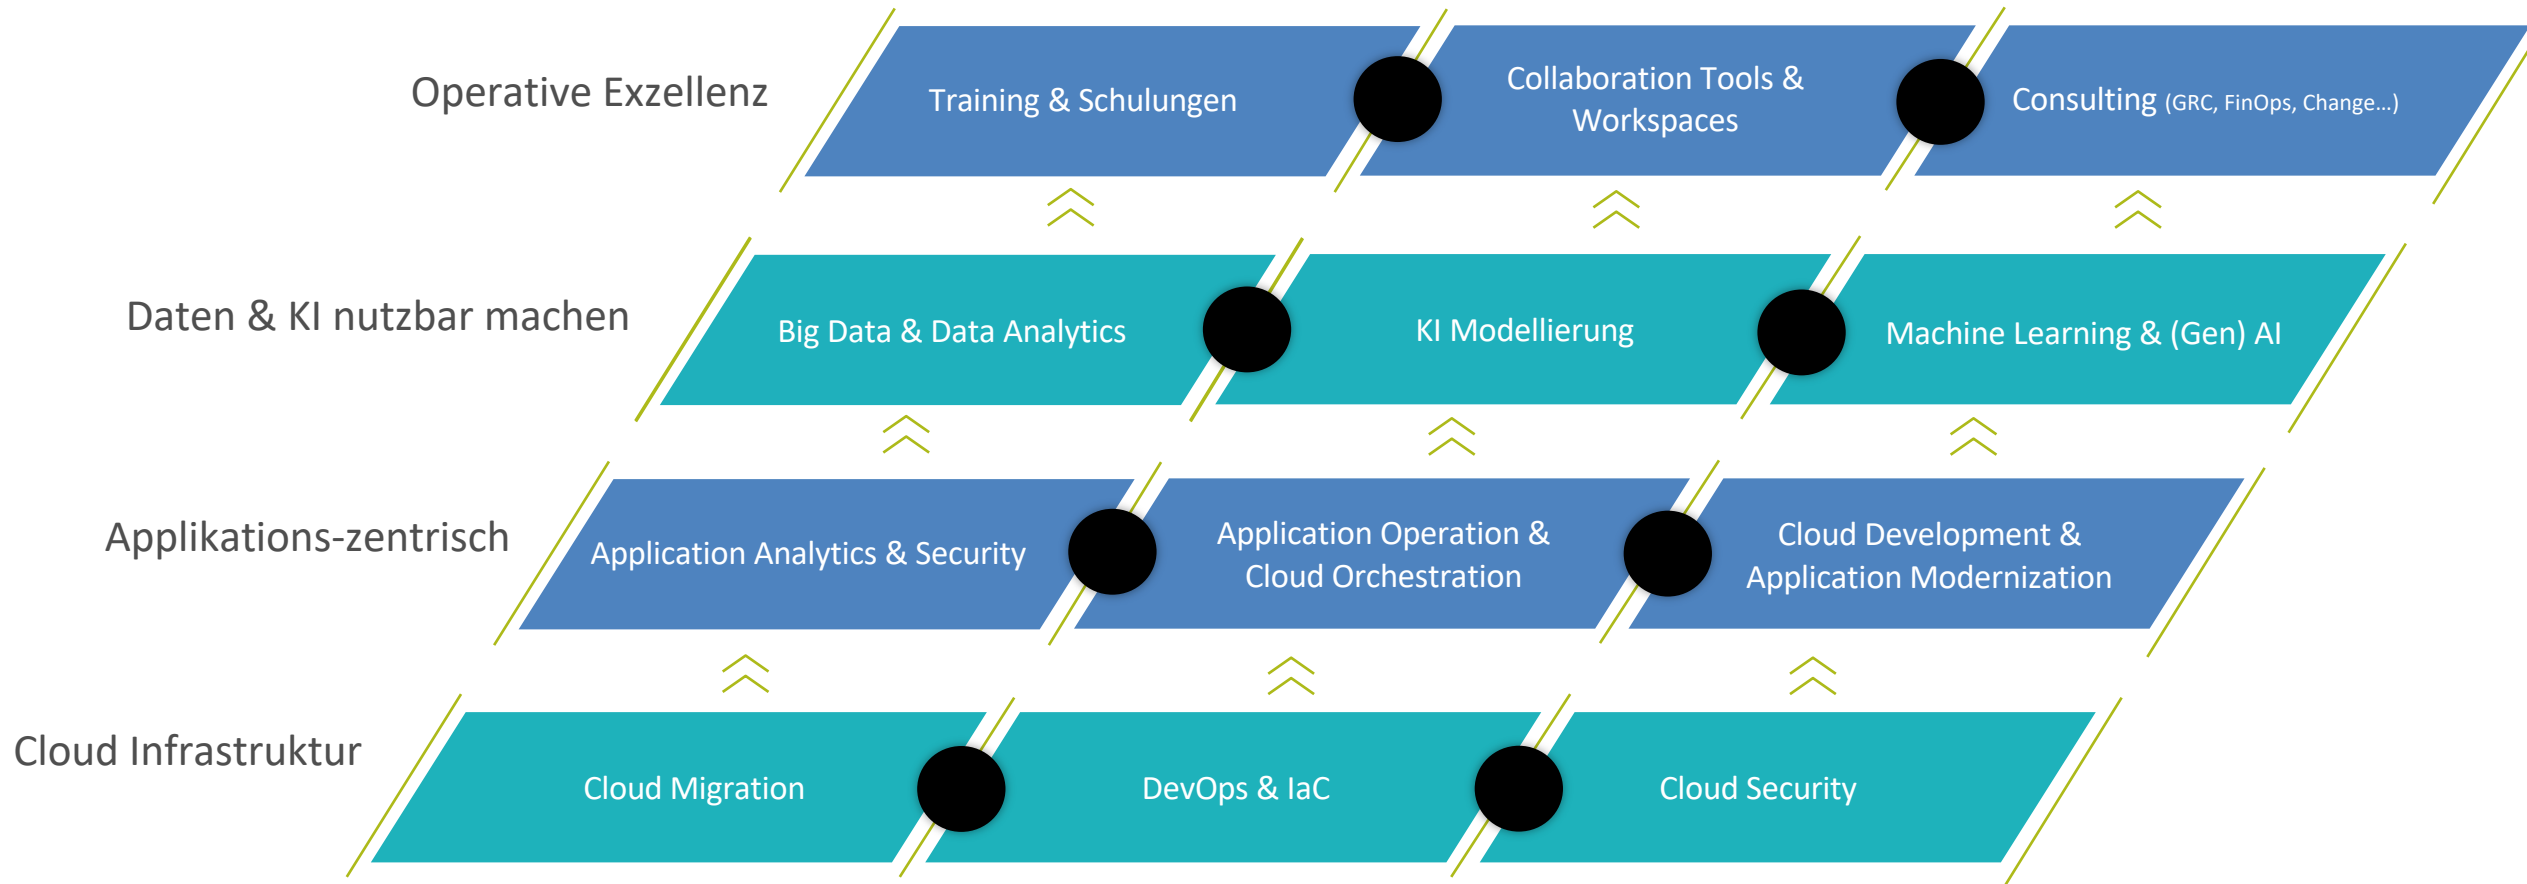 Operative Exzellenz
Training & Schulungen
Collaboration Tools &
Workspaces
Consulting (GRC, FinOps, Change...)
Daten & KI nutzbar machen
Big Data & Data Analytics
KI Modellierung
Machine Learning & (Gen) AI
Applikations-zentrisch
Application Analytics & Security
Application Operation &
Cloud Orchestration
Cloud Development &
Application Modernization
Cloud Infrastruktur
Cloud Migration
DevOps & IaC
Cloud Security